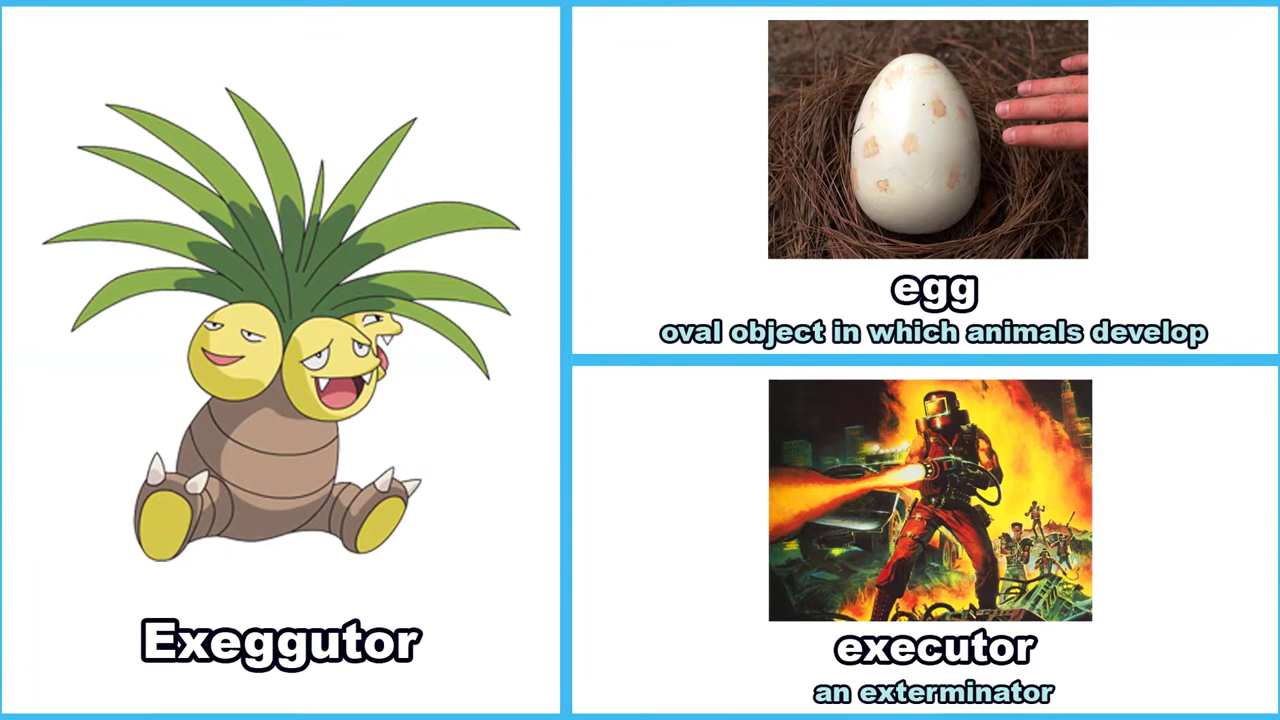 Exeggutor
egg
oval object in which animals develop
executor
an exterminator